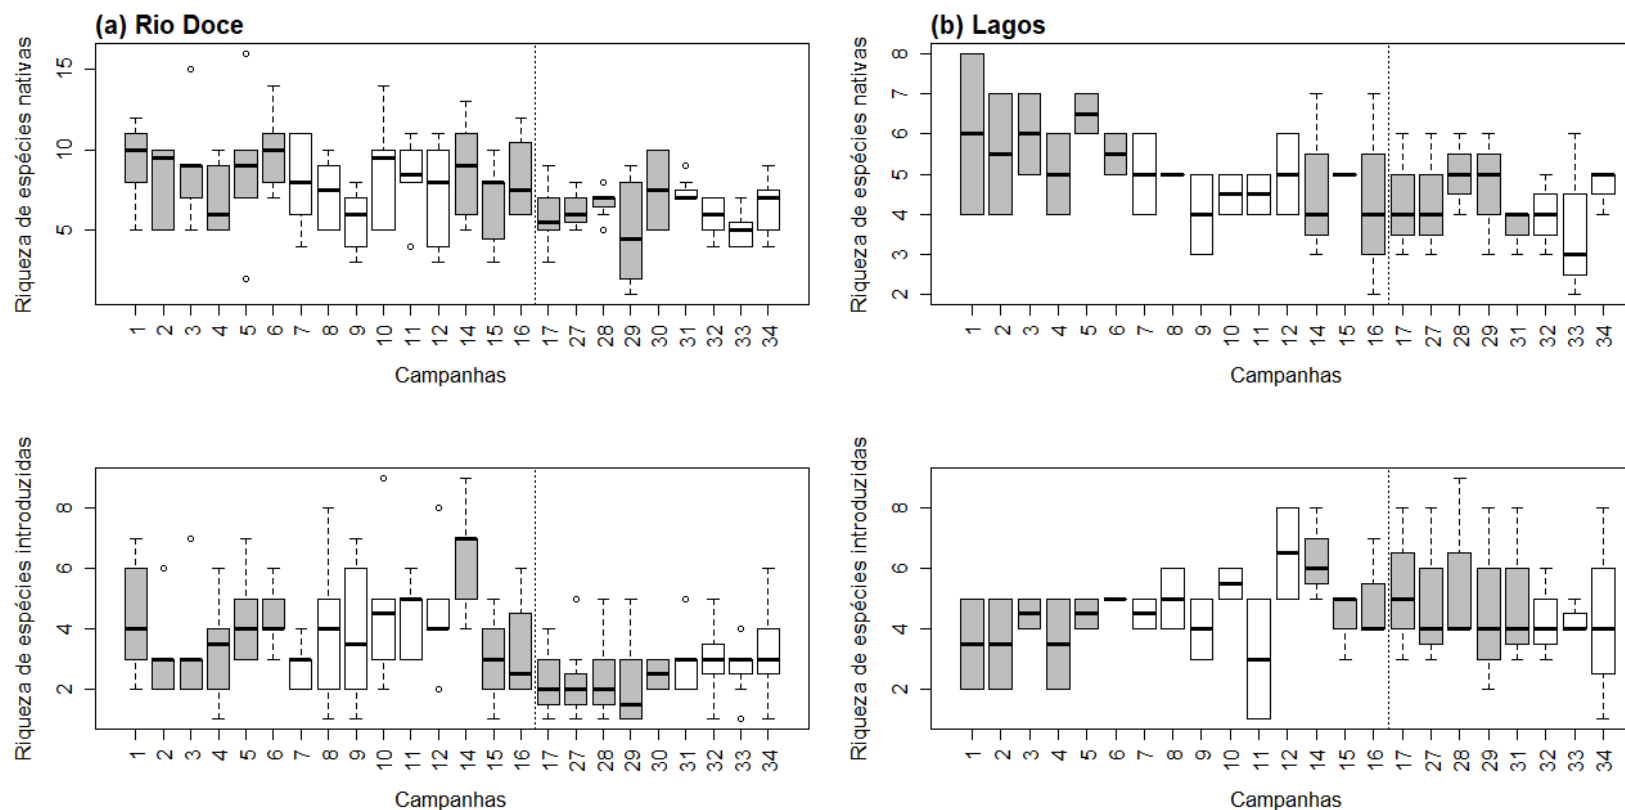 (a) Rio Doce
Riqueza de espécies nativas
15
10
5
1 2 3 4 5 6 7 8 9 10 11 12 14 15 16 17 27 28 29 30 31 32 33 34
Campanhas
(b) Lagos
Riqueza de espécies nativas
8
7
6
5
4
3
2
1 2 3 4 5 6 7 8 9 10 11 12 14 15 16 17 27 28 29 31 32 33 34
Campanhas
Riqueza de espécies introduzidas
8
6
4
2
1 2 3 4 5 6 7 8 9 10 11 12 14 15 16 17 27 28 29 30 31 32 33 34
Campanhas
Riqueza de espécies introduzidas
8
6
4
2
1 2 3 4 5 6 7 8 9 10 11 12 14 15 16 17 27 28 29 31 32 33 34
Campanhas